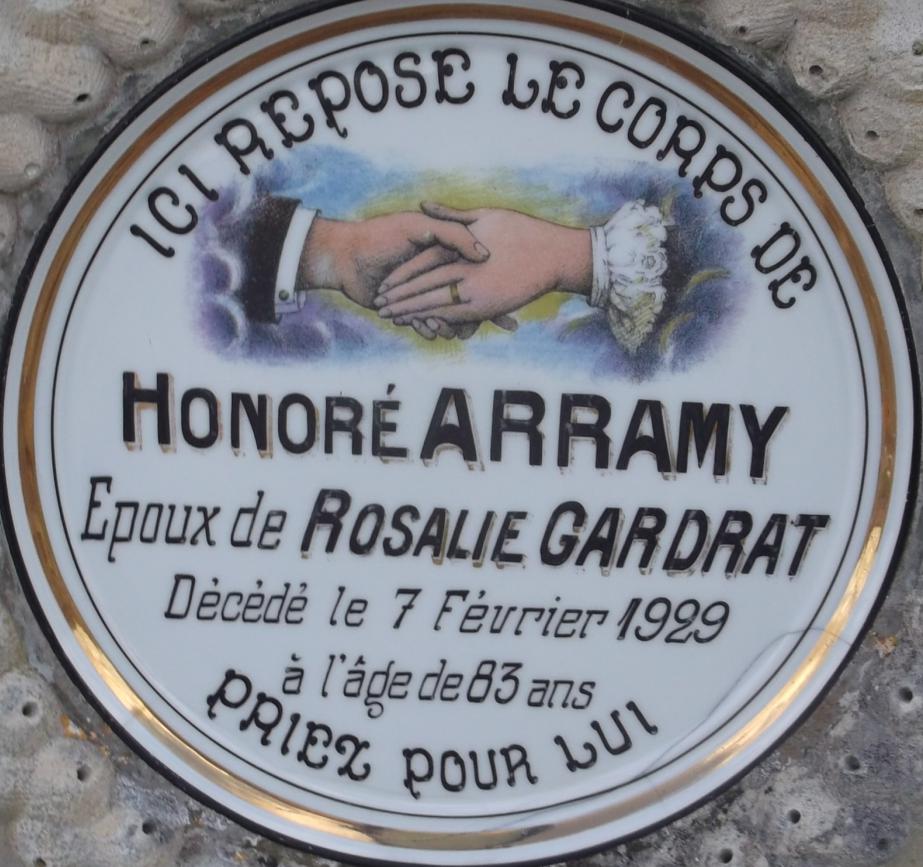 ICI REPOSE LE CORPS DE
HONORÉ ARRAMY
Epoux de ROSALIE GARDRAT
Dècèdè le 7 Février 1929
à l'âge de 83 ans
PRIEZ POUR LUI